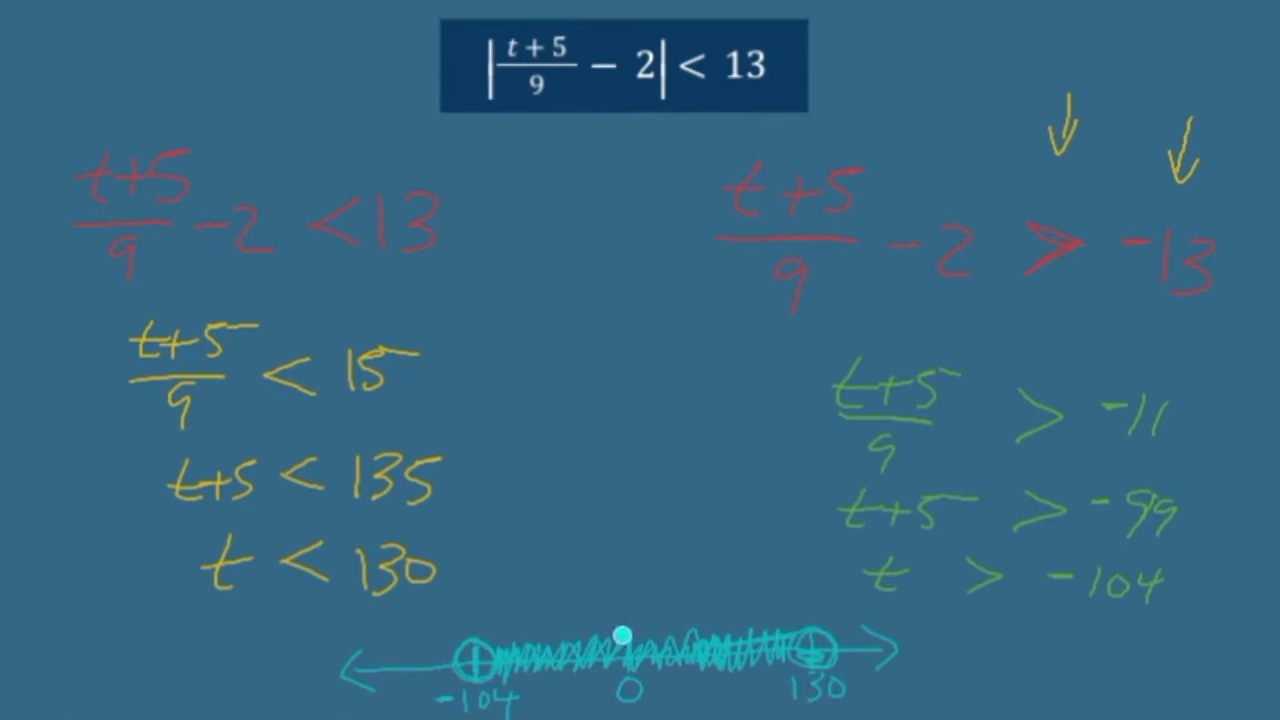 |t + 5/9 − 2| < 13
t+5/9 -2 < 13
t+5/9 < 15
t+5 < 135
t < 130
t+5/9 -2 > -13
t+5/9 > -11
t+5 > -99
t > -104
-104 0 130